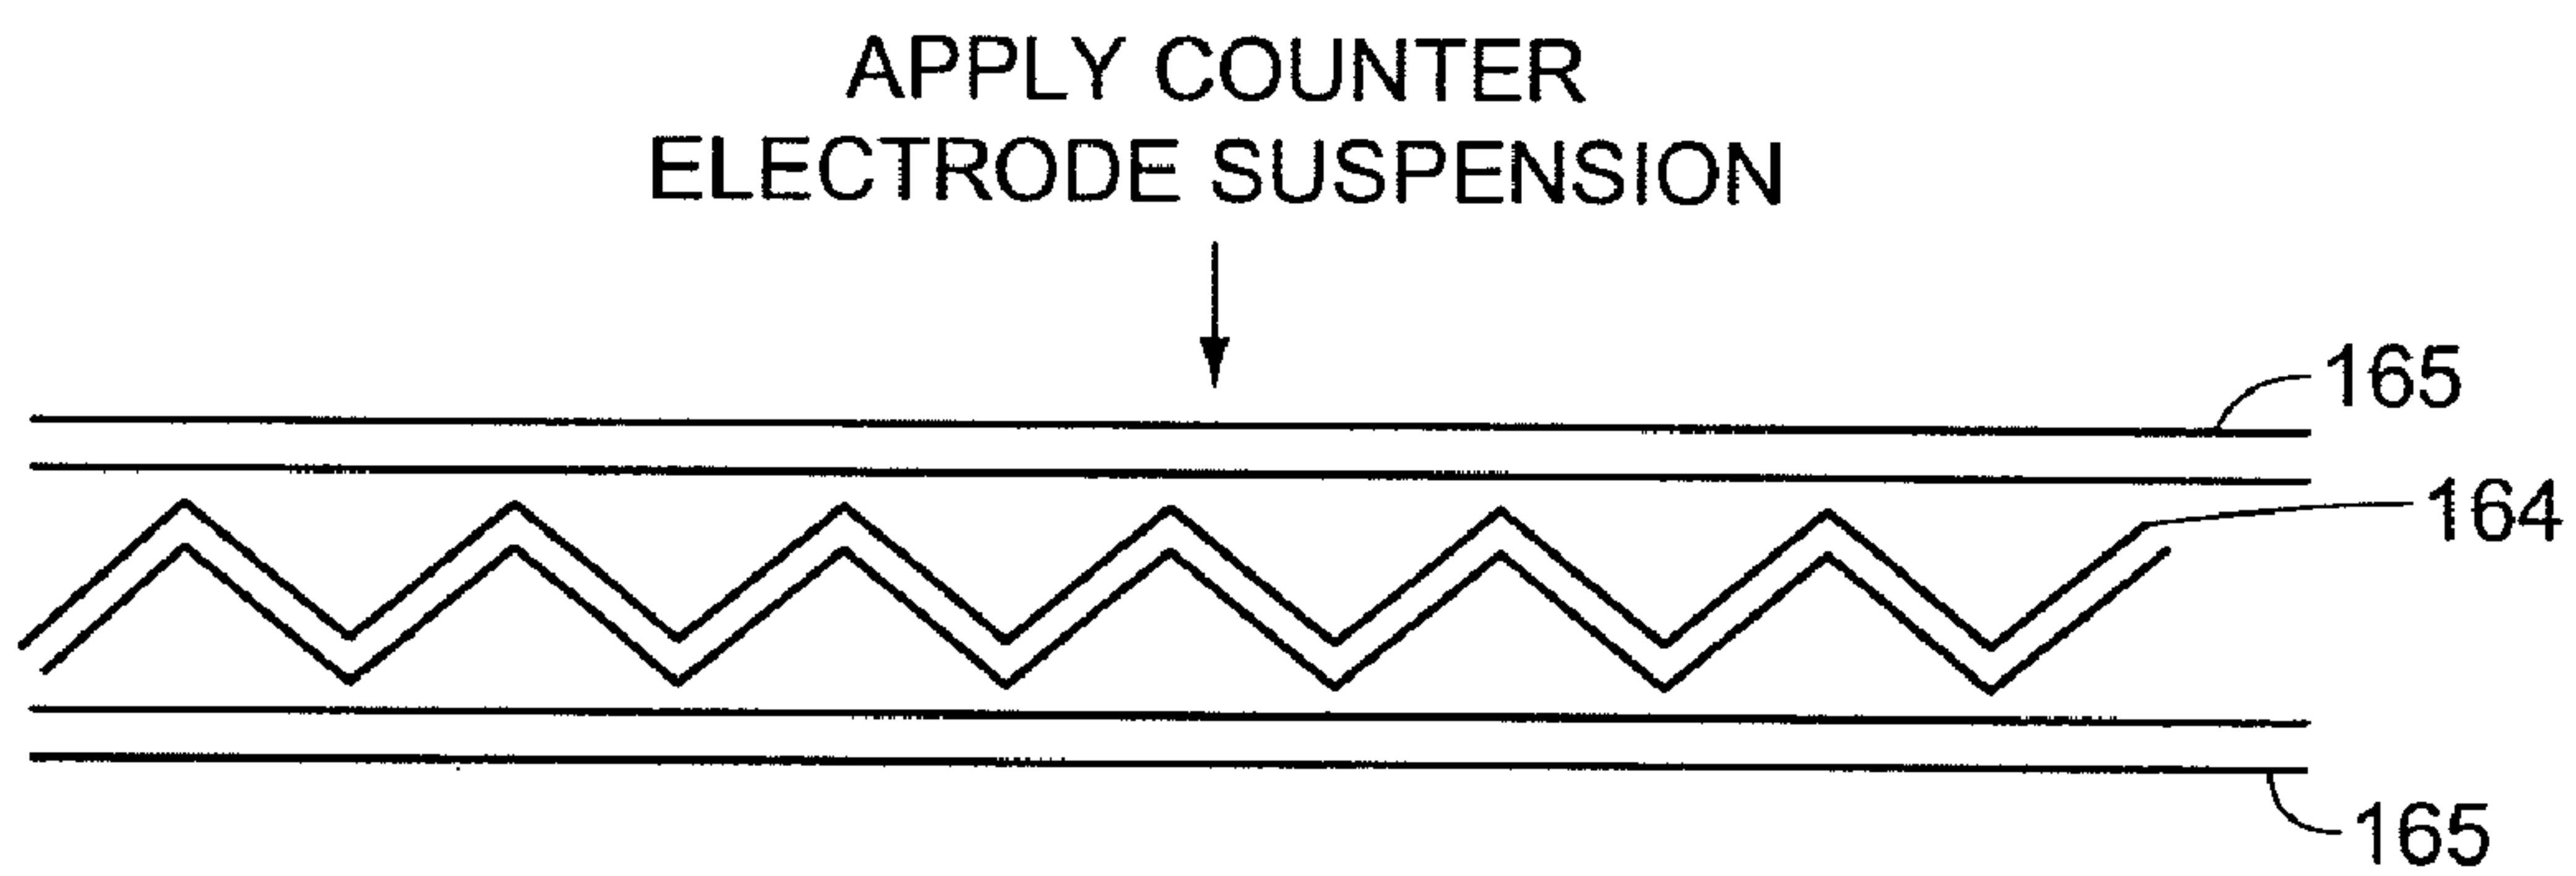 APPLY COUNTER
ELECTRODE SUSPENSION
165
164
165